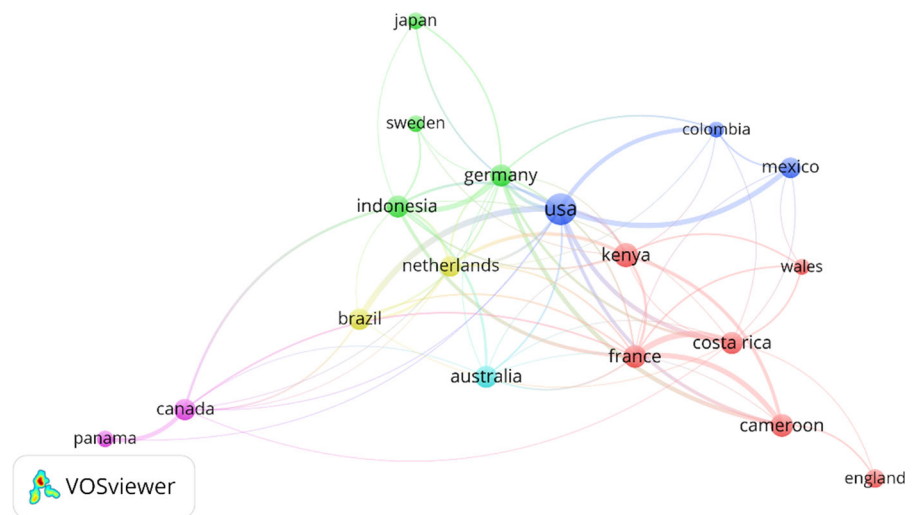 japan
sweden
colombia
mexico
germany
indonesia
usa
kenya
netherlands
wales
brazil
costa rica
france
australia
canada
cameroon
panama
england
VOSviewer